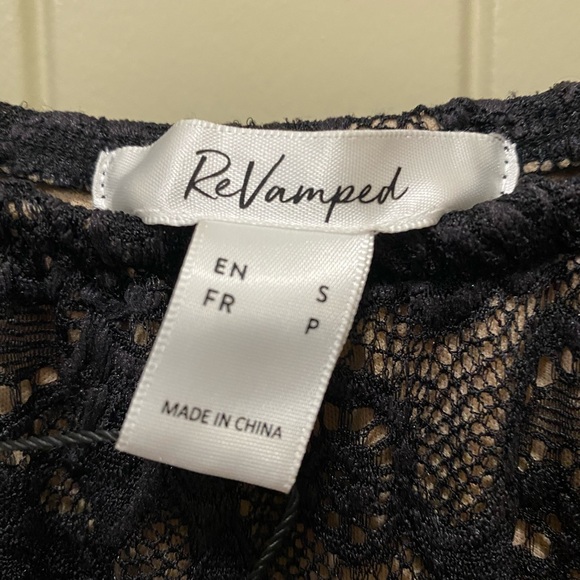 ReVamped
EN S
FR P
MADE IN CHINA